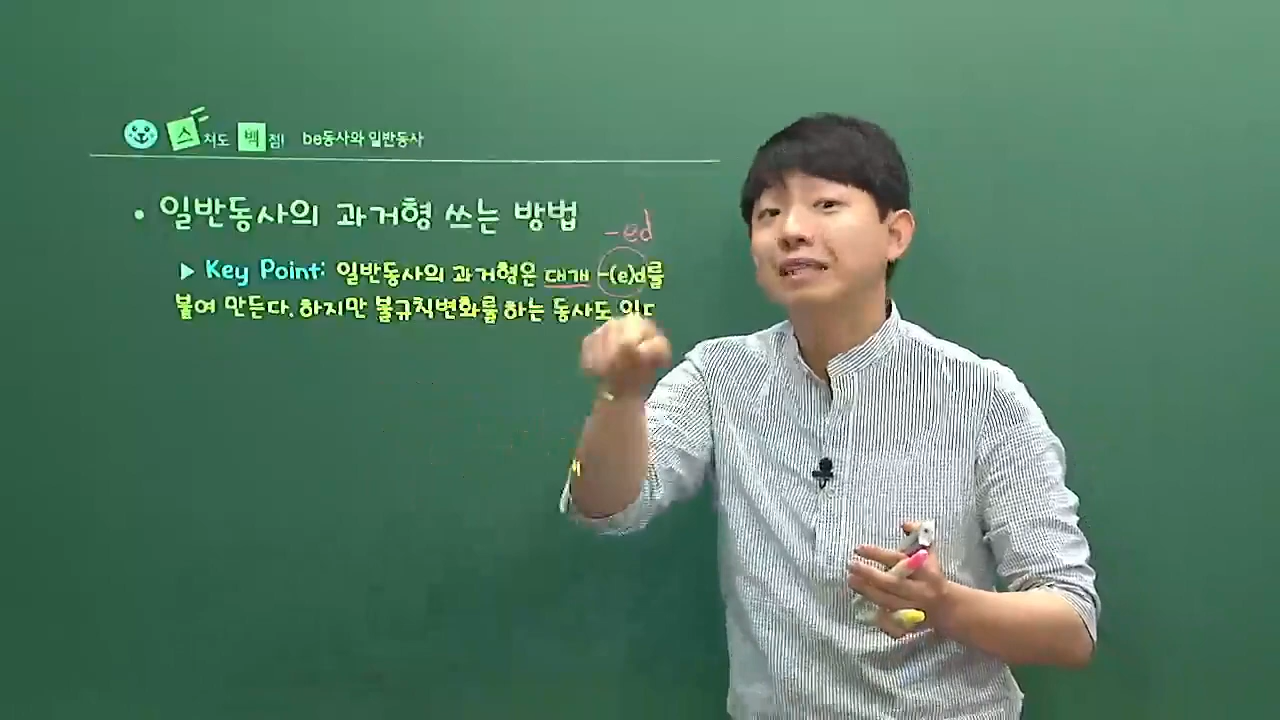 스쳐도 백점! be동사와 일반동사
• 일반동사의 과거형 쓰는 방법
-ed
▶ Key Point: 일반동사의 과거형은 대개 -(e)d를
붙여 만든다. 하지만 불규칙변화를 하는 동사도